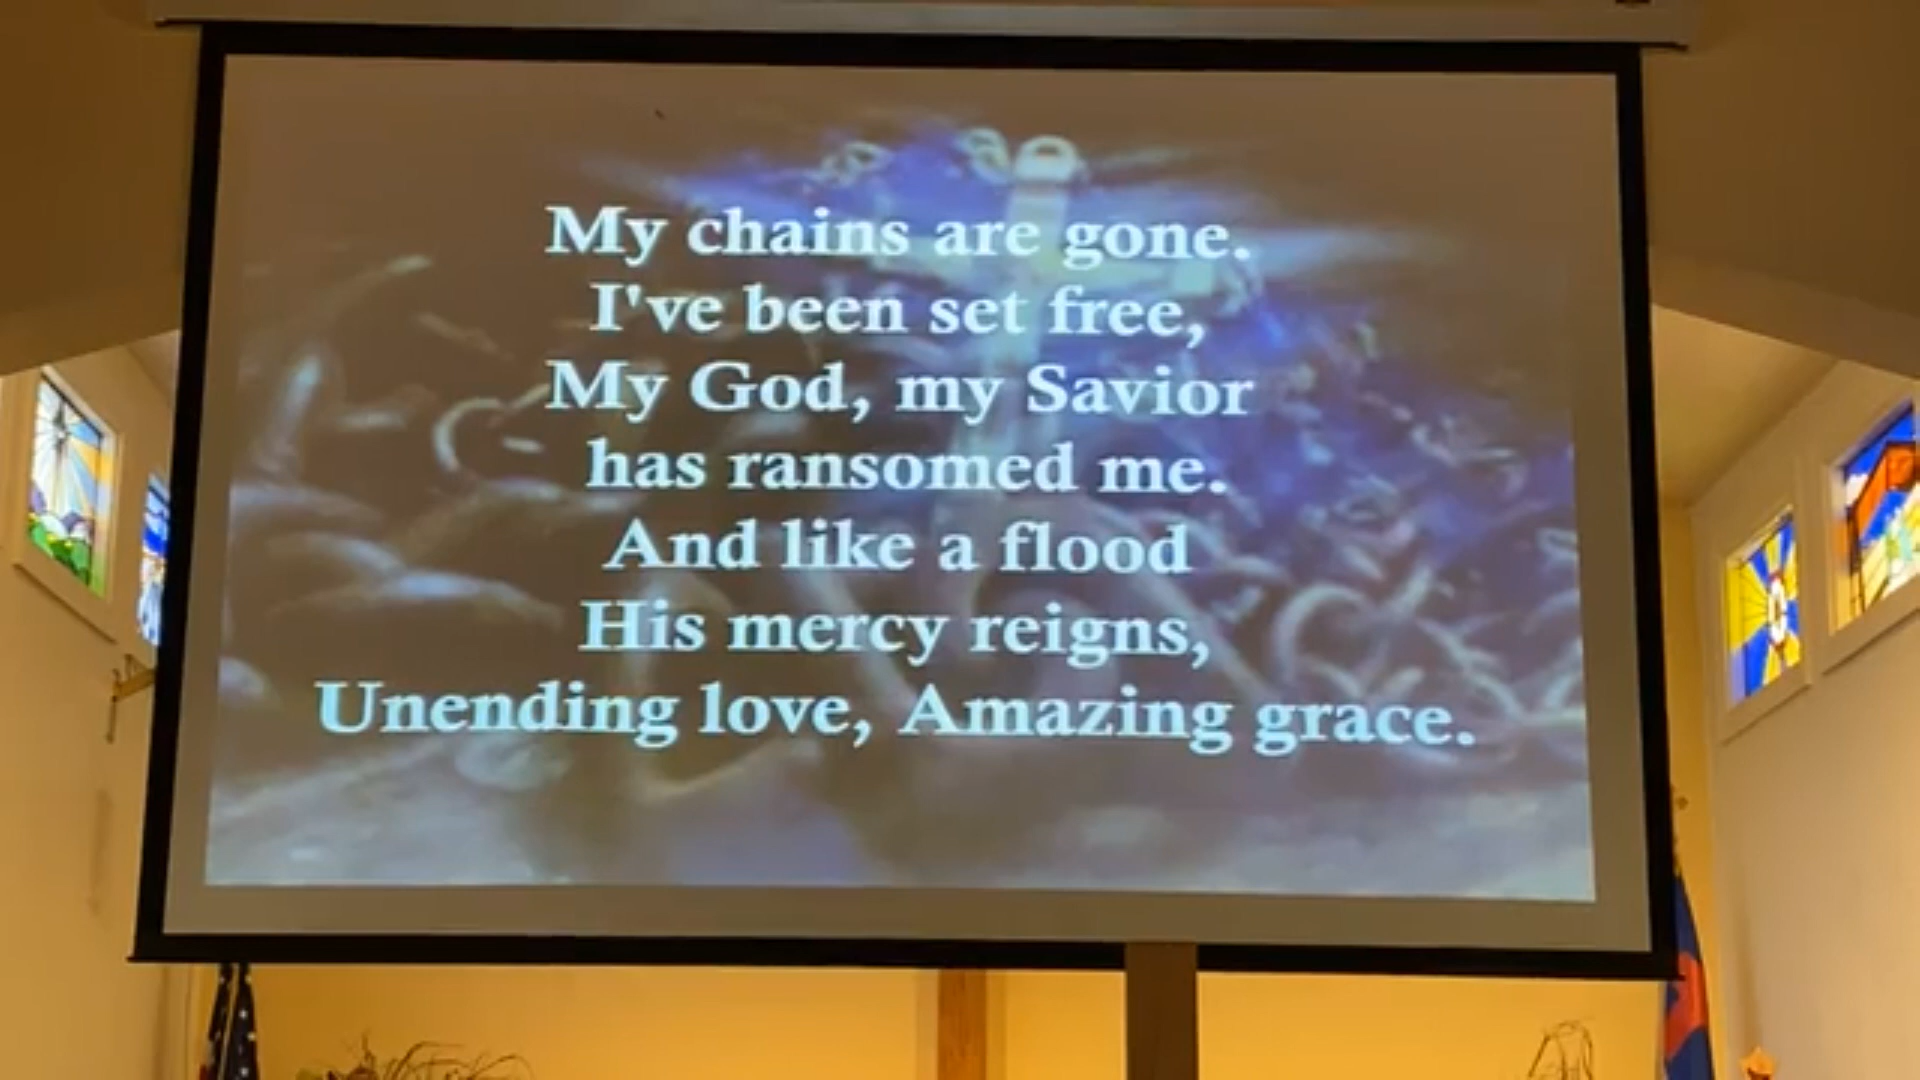 My chains are gone.
I've been set free,
My God, my Savior
has ransomed me.
And like a flood
His mercy reigns,
Unending love, Amazing grace.